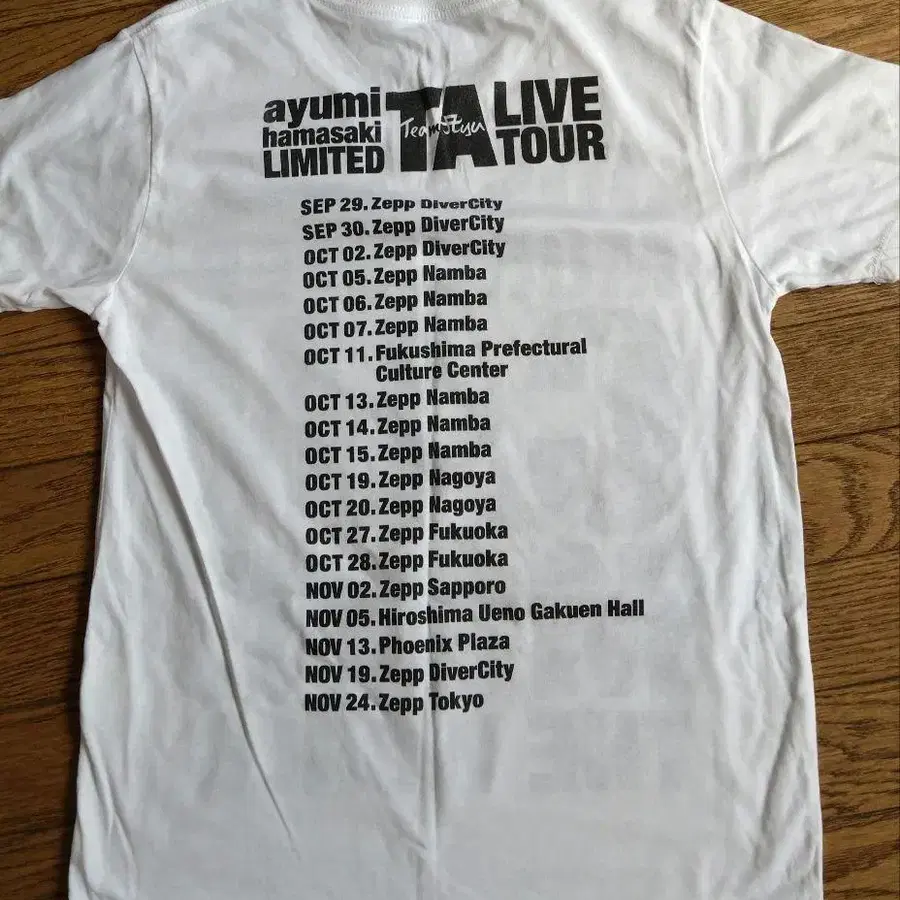 ayumi
hamasaki
LIMITED
TA
TeamAyu
LIVE
TOUR
SEP 29.Zepp DiverCity
SEP 30.Zepp DiverCity
OCT 02.Zepp DiverCity
OCT 05.Zepp Namba
OCT 06.Zepp Namba
OCT 07.Zepp Namba
OCT 11.Fukushima Prefectural
Culture Center
OCT 13.Zepp Namba
OCT 14.Zepp Namba
OCT 15.Zepp Namba
OCT 19.Zepp Nagoya
OCT 20.Zepp Nagoya
OCT 27.Zepp Fukuoka
OCT 28.Zepp Fukuoka
NOV 02.Zepp Sapporo
NOV 05.Hiroshima Ueno Gakuen Hall
NOV 13.Phoenix Plaza
NOV 19.Zepp DiverCity
NOV 24.Zepp Tokyo